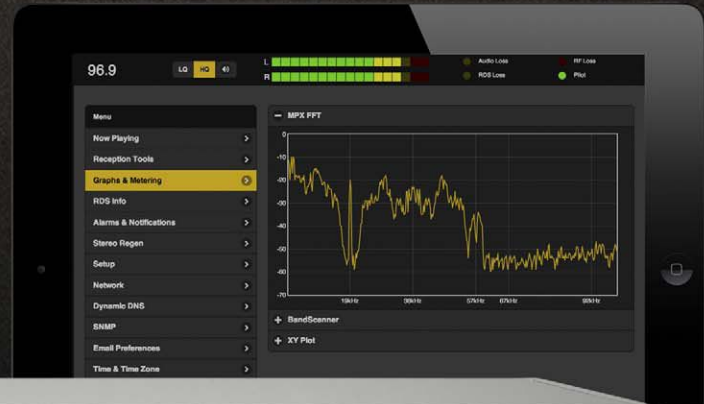 96.9
LQ HQ
L
R
Audio Loss
RF Loss
RDS Loss
Pilot
Menu
Now Playing
Reception Tools
Graphs & Metering
RDS Info
Alarms & Notifications
Stereo Regen
Setup
Network
Dynamic DNS
SNMP
Email Preferences
Time & Time Zone
MPX FFT
0
-10
-20
-30
-40
-50
-60
-70
19kHz 38kHz 57kHz 67kHz 92kHz
BandScanner
XY Plot